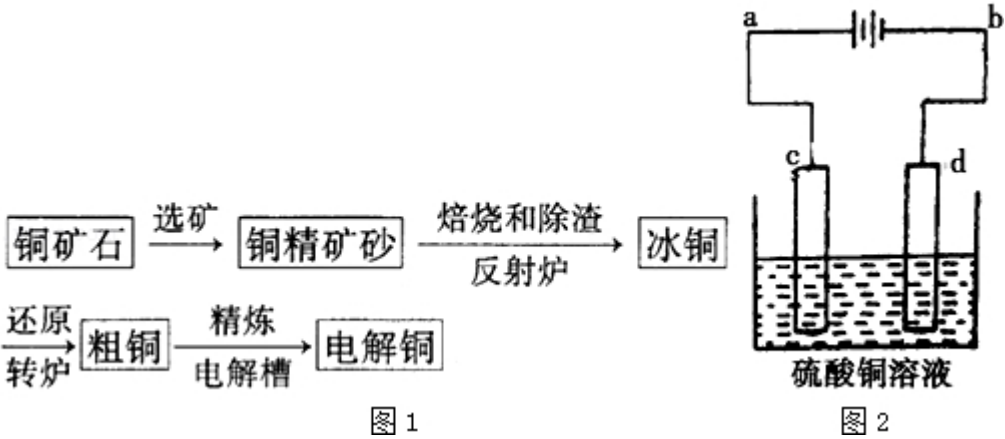 铜矿石 选矿 铜精矿砂 焙烧和除渣 反射炉 冰铜
还原 转炉 粗铜 精炼 电解槽 电解铜
图1
a b
c d
硫酸铜溶液
图2